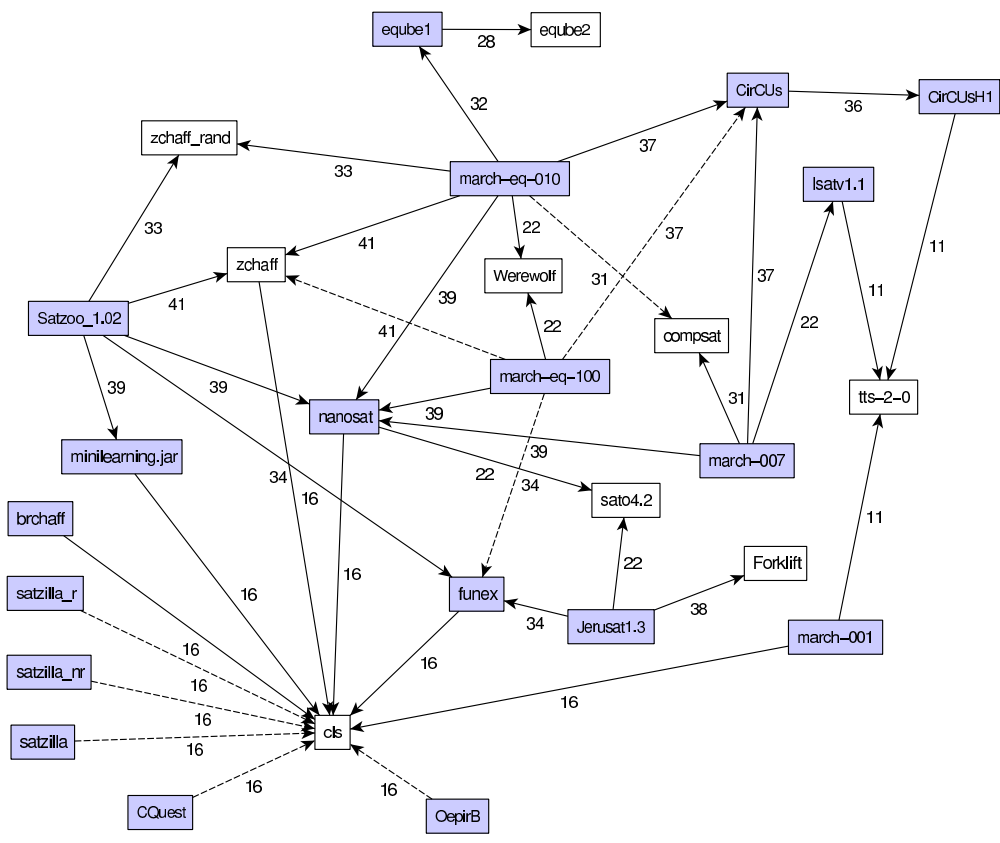 eqube1
28
eqube2
32
CirCUs
36
CirCUsH1
zchaff_rand
33
march–eq–010
37
lsatv1.1
33
41
22
37
11
zchaff
Werewolf
31
39
37
11
22
Satzoo_1.02
41
41
22
compsat
39
39
march–eq–100
31
tts–2–0
nanosat
39
39
march–007
minilearning.jar
34
16
22
34
sato4.2
11
brchaff
16
22
Forklift
satzilla_r
16
funex
34
Jerusat1.3
38
march–001
16
16
satzilla_nr
16
16
16
satzilla
16
cls
16
16
CQuest
OepirB